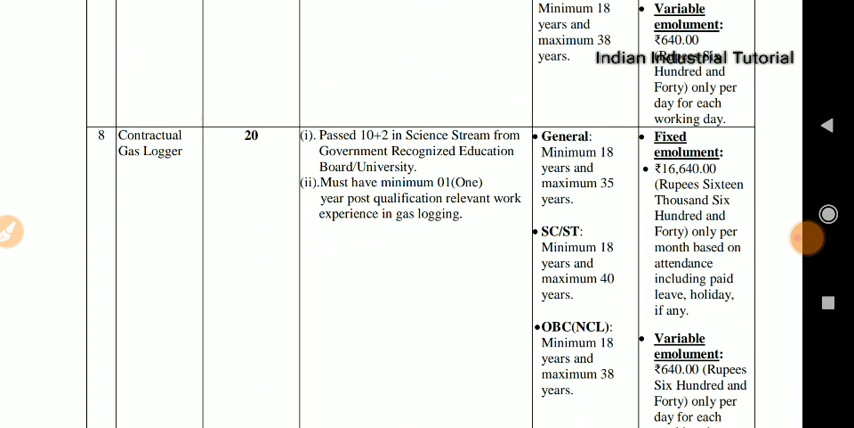 Minimum 18
years and
maximum 38
years.
• Variable
emolument:
₹640.00
(Rupees Six
Hundred and
Forty) only per
day for each
working day.
Indian Industrial Tutorial
8
Contractual
Gas Logger
20
(i). Passed 10+2 in Science Stream from
Government Recognized Education
Board/University.
(ii).Must have minimum 01(One)
year post qualification relevant work
experience in gas logging.
• General:
Minimum 18
years and
maximum 35
years.
• SC/ST:
Minimum 18
years and
maximum 40
years.
•OBC(NCL):
Minimum 18
years and
maximum 38
years.
• Fixed
emolument:
• ₹16,640.00
(Rupees Sixteen
Thousand Six
Hundred and
Forty) only per
month based on
attendance
including paid
leave, holiday,
if any.
• Variable
emolument:
₹640.00 (Rupees
Six Hundred and
Forty) only per
day for each